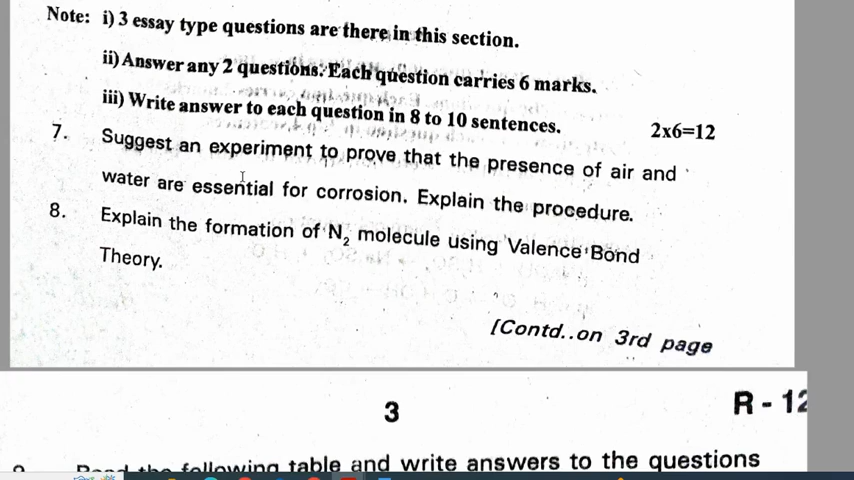 Note: i) 3 essay type questions are there in this section.
ii) Answer any 2 questions. Each question carries 6 marks.
iii) Write answer to each question in 8 to 10 sentences.
2x6=12
7. Suggest an experiment to prove that the presence of air and
water are essential for corrosion. Explain the procedure.
8. Explain the formation of N₂ molecule using Valence Bond
Theory.
[Contd..on 3rd page
3
R - 12
the following table and write answers to the questions